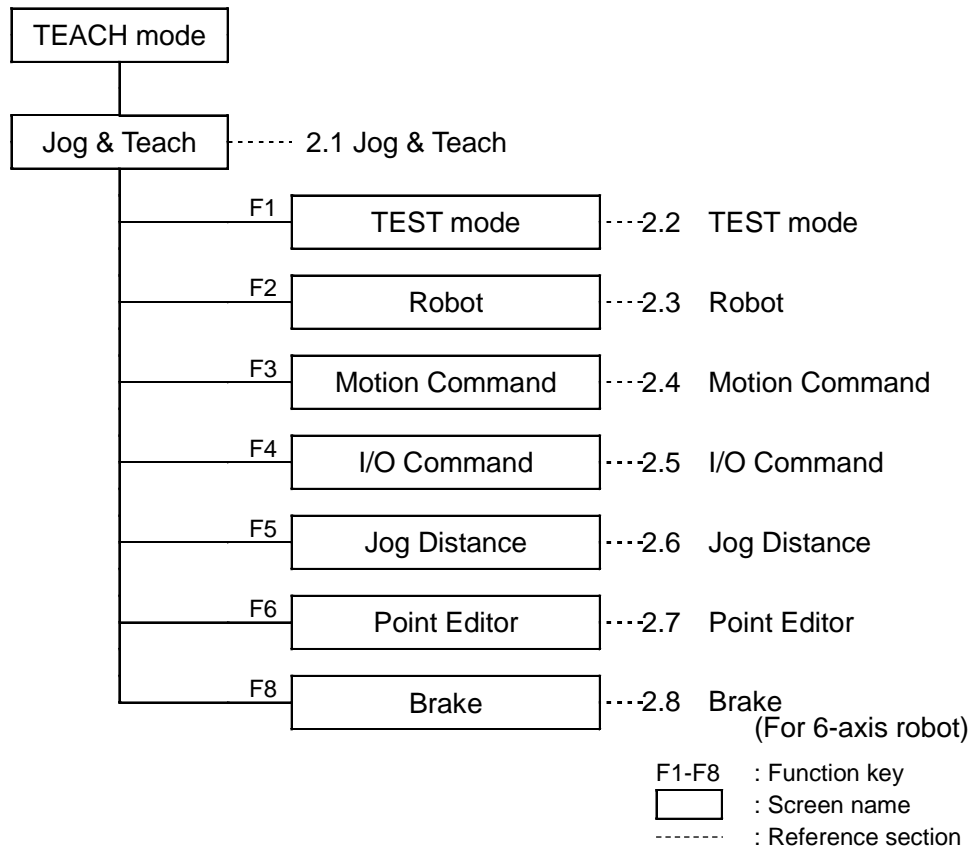 TEACH mode
Jog & Teach 2.1 Jog & Teach
F1 TEST mode 2.2 TEST mode
F2 Robot 2.3 Robot
F3 Motion Command 2.4 Motion Command
F4 I/O Command 2.5 I/O Command
F5 Jog Distance 2.6 Jog Distance
F6 Point Editor 2.7 Point Editor
F8 Brake 2.8 Brake
(For 6-axis robot)
F1-F8 : Function key
: Screen name
: Reference section